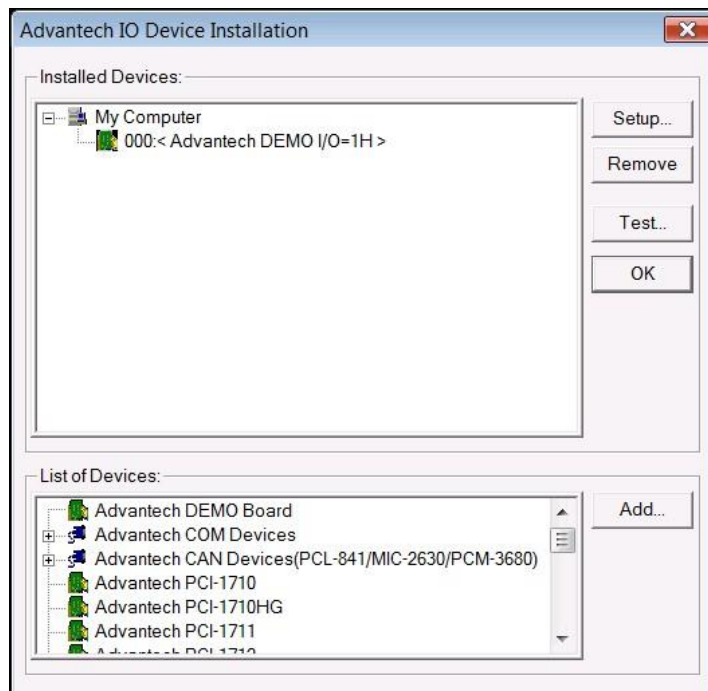 Advantech IO Device Installation
Installed Devices:
My Computer
000:< Advantech DEMO I/O=1H >
Setup...
Remove
Test...
OK
List of Devices:
Advantech DEMO Board
Advantech COM Devices
Advantech CAN Devices(PCL-841/MIC-2630/PCM-3680)
Advantech PCI-1710
Advantech PCI-1710HG
Advantech PCI-1711
Add...